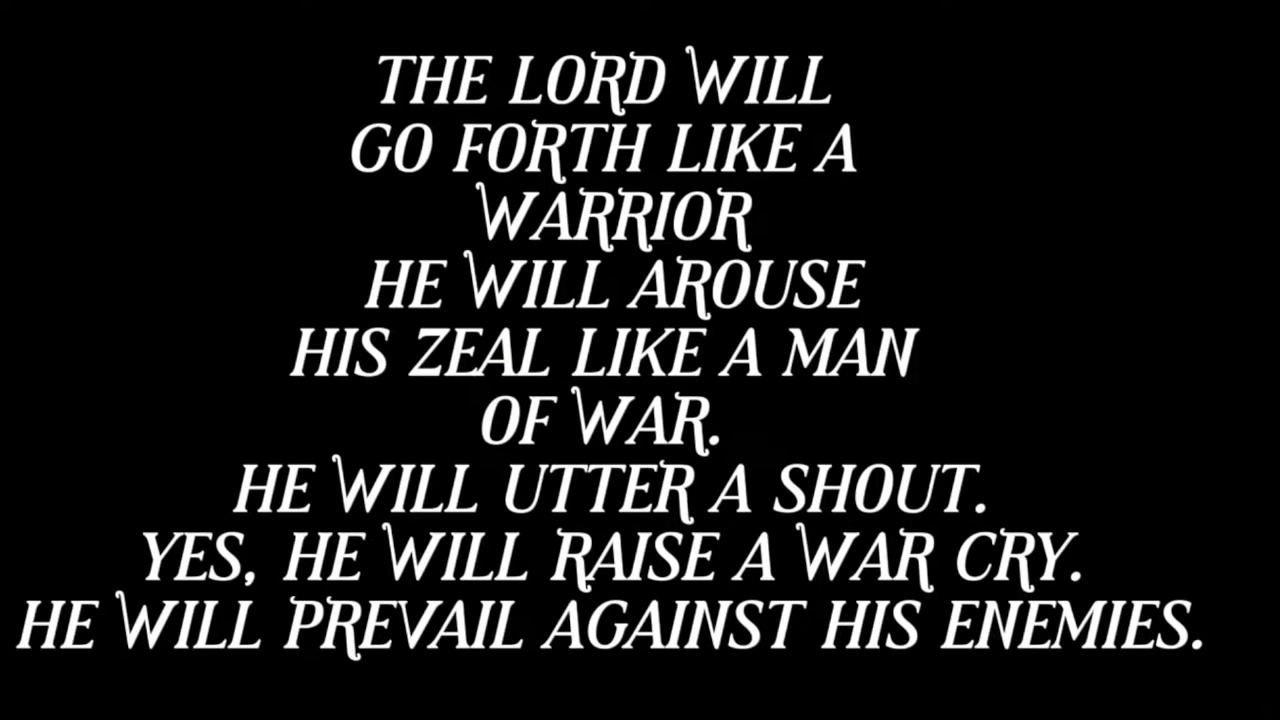 THE LORD WILL
GO FORTH LIKE A
WARRIOR
HE WILL AROUSE
HIS ZEAL LIKE A MAN
OF WAR.
HE WILL UTTER A SHOUT.
YES, HE WILL RAISE A WAR CRY.
HE WILL PREVAIL AGAINST HIS ENEMIES.